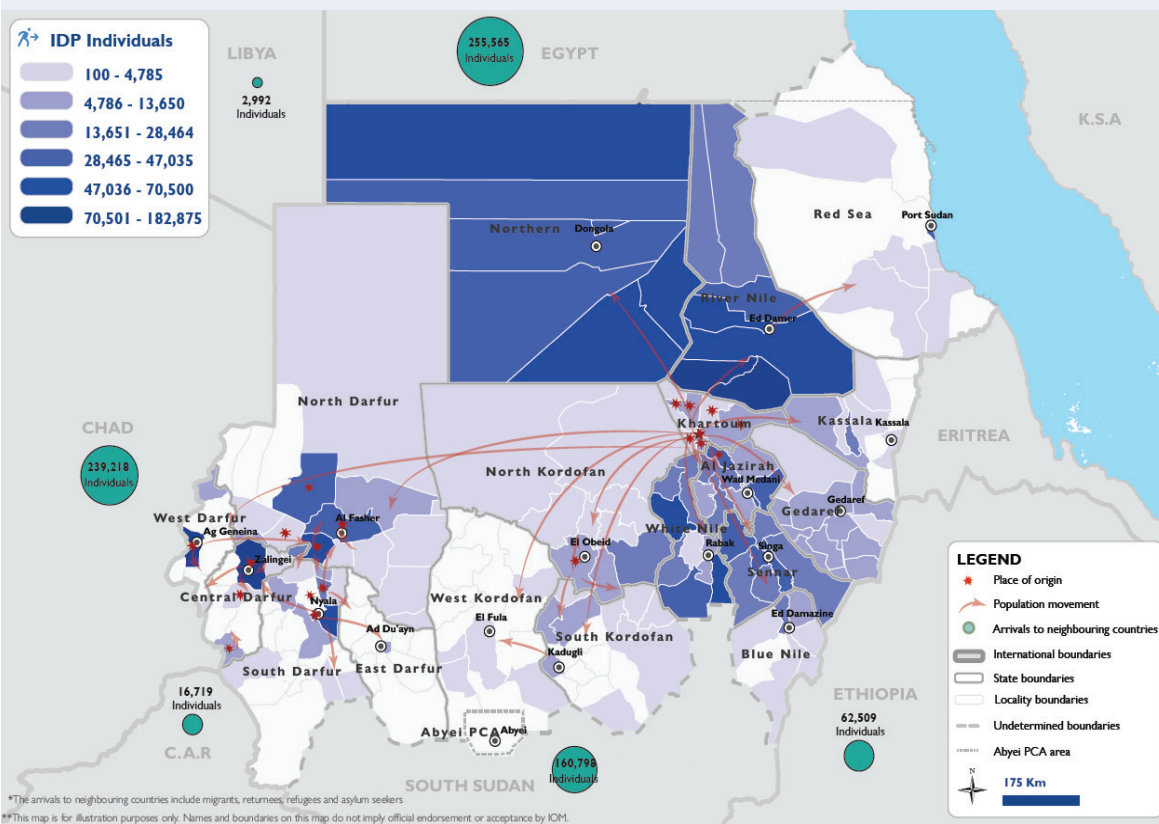 IDP Individuals
100 - 4,785
4,786 - 13,650
13,651 - 28,464
28,465 - 47,035
47,036 - 70,500
70,501 - 182,875
LIBYA
2,992
Individuals
255,565
Individuals
EGYPT
K.S.A
Red Sea
Port Sudan
Northern
Dongola
River Nile
Ed Damer
North Darfur
CHAD
239,218
Individuals
Khartoum
Kassala
Kassala
ERITREA
North Kordofan
Al Jazirah
Wad Medani
Gedaref
Gedaref
West Darfur
Ag Geneina
Al Fasher
White Nile
El Obeid
Rabak
Singa
Sennar
Zalingei
Central Darfur
Nyala
West Kordofan
El Fula
Ad Du'ayn
South Kordofan
Ed Damazine
Blue Nile
Kadugli
South Darfur
East Darfur
16,719
Individuals
C.A.R
Abyei PCA
Abyei
SOUTH SUDAN
160,798
Individuals
ETHIOPIA
62,509
Individuals
LEGEND
Place of origin
Population movement
Arrivals to neighbouring countries
International boundaries
State boundaries
Locality boundaries
Undetermined boundaries
Abyei PCA area
N
175 Km
*The arrivals to neighbouring countries include migrants, returnees, refugees and asylum seekers
**This map is for illustration purposes only. Names and boundaries on this map do not imply official endorsement or acceptance by IOM.